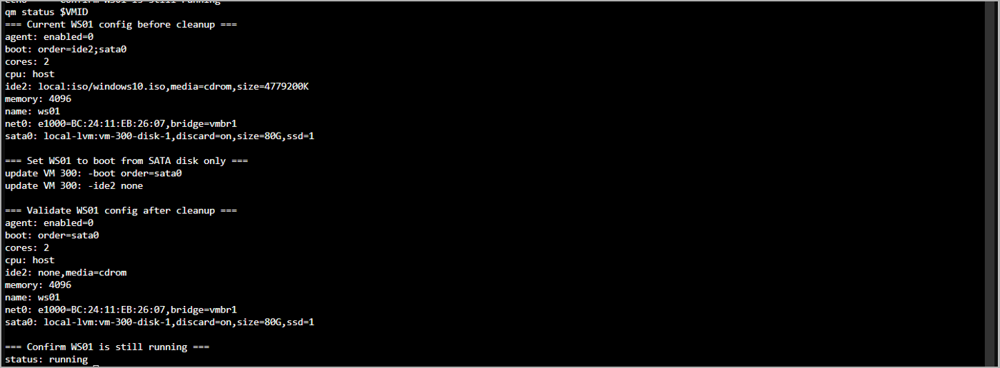 qm status $VMID
=== Current WS01 config before cleanup ===
agent: enabled=0
boot: order=ide2;sata0
cores: 2
cpu: host
ide2: local:iso/windows10.iso,media=cdrom,size=4779200K
memory: 4096
name: ws01
net0: e1000=BC:24:11:EB:26:07,bridge=vmbr1
sata0: local-lvm:vm-300-disk-1,discard=on,size=80G,ssd=1

=== Set WS01 to boot from SATA disk only ===
update VM 300: -boot order=sata0
update VM 300: -ide2 none

=== Validate WS01 config after cleanup ===
agent: enabled=0
boot: order=sata0
cores: 2
cpu: host
ide2: none,media=cdrom
memory: 4096
name: ws01
net0: e1000=BC:24:11:EB:26:07,bridge=vmbr1
sata0: local-lvm:vm-300-disk-1,discard=on,size=80G,ssd=1

=== Confirm WS01 is still running ===
status: running